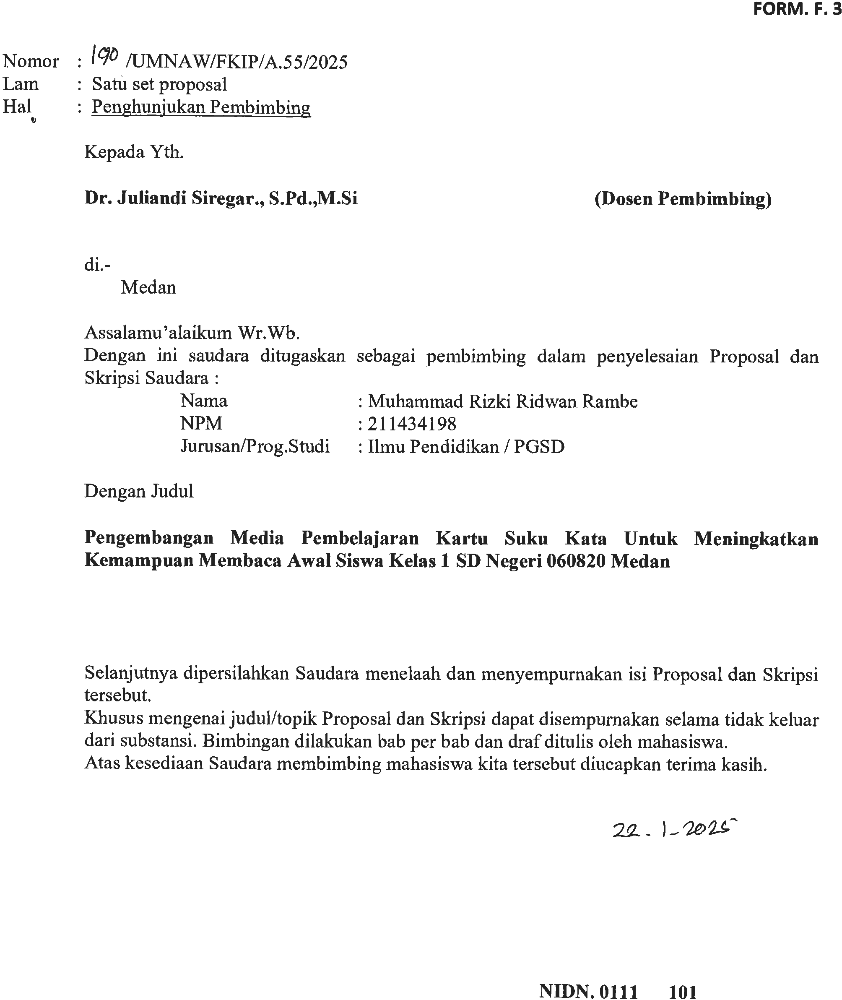 FORM. F. 3
Nomor : 190 /UMNAW/FKIP/A.55/2025
Lam : Satu set proposal
Hal : Penghunjukan Pembimbing
Kepada Yth.
Dr. Juliandi Siregar., S.Pd.,M.Si (Dosen Pembimbing)
di.-
Medan
Assalamu'alaikum Wr.Wb.
Dengan ini saudara ditugaskan sebagai pembimbing dalam penyelesaian Proposal dan
Skripsi Saudara :
Nama : Muhammad Rizki Ridwan Rambe
NPM : 211434198
Jurusan/Prog.Studi : Ilmu Pendidikan / PGSD
Dengan Judul
Pengembangan Media Pembelajaran Kartu Suku Kata Untuk Meningkatkan
Kemampuan Membaca Awal Siswa Kelas 1 SD Negeri 060820 Medan
Selanjutnya dipersilahkan Saudara menelaah dan menyempurnakan isi Proposal dan Skripsi
tersebut.
Khusus mengenai judul/topik Proposal dan Skripsi dapat disempurnakan selama tidak keluar
dari substansi. Bimbingan dilakukan bab per bab dan draf ditulis oleh mahasiswa.
Atas kesediaan Saudara membimbing mahasiswa kita tersebut diucapkan terima kasih.
22 - 1 - 2025
NIDN. 0111 101